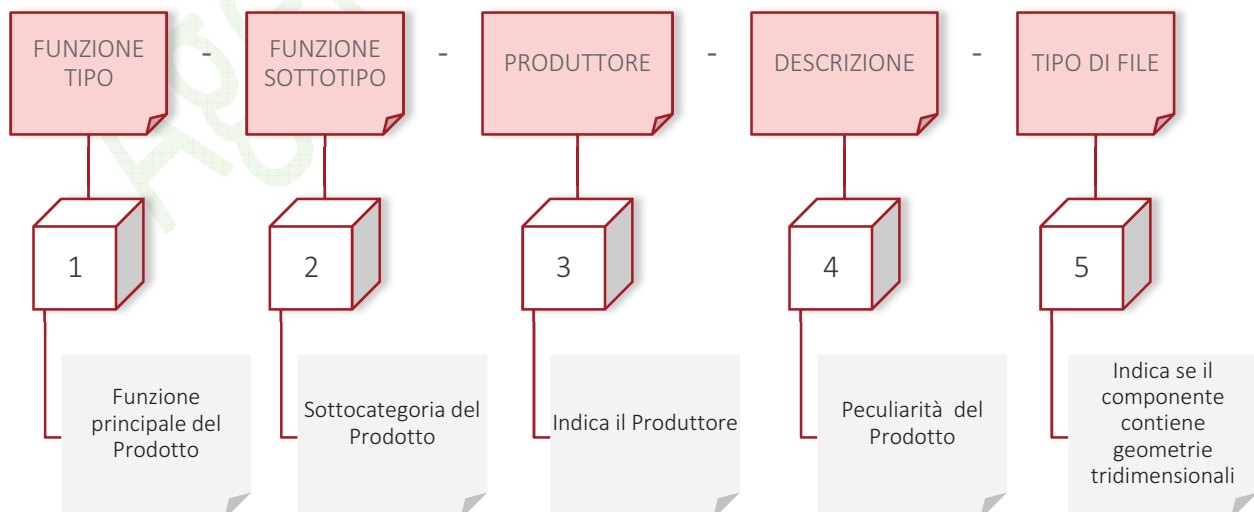 FUNZIONE
TIPO
-
FUNZIONE
SOTTOTIPO
-
PRODUTTORE
-
DESCRIZIONE
-
TIPO DI FILE
1
2
3
4
5
Funzione
principale del
Prodotto
Sottocategoria del
Prodotto
Indica il Produttore
Peculiarità del
Prodotto
Indica se il
componente
contiene
geometrie
tridimensionali